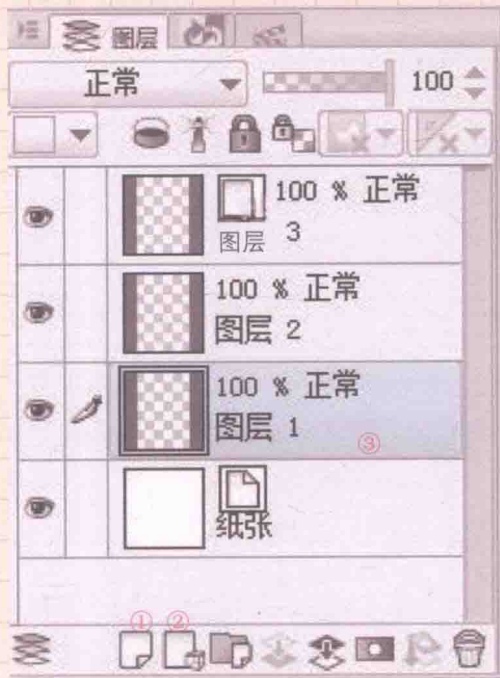 图层
正常 100
100 % 正常
图层 3
100 % 正常
图层 2
100 % 正常
图层 1
③
纸张
① ②